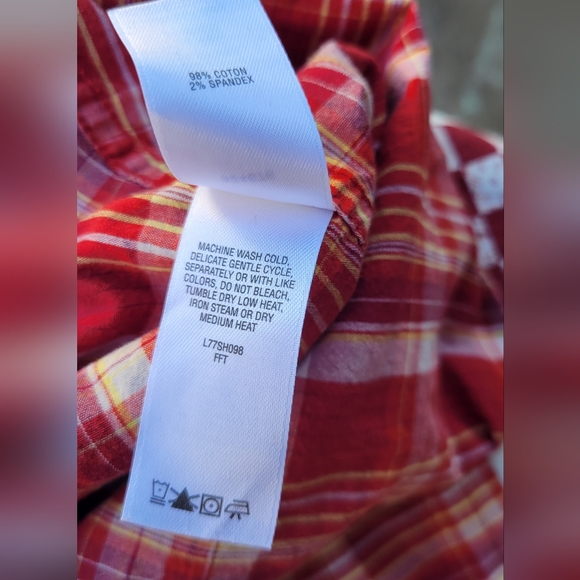 98% COTON
2% SPANDEX
MACHINE WASH COLD,
DELICATE GENTLE CYCLE,
SEPARATELY OR WITH LIKE
COLORS, DO NOT BLEACH,
TUMBLE DRY LOW HEAT,
IRON STEAM OR DRY
MEDIUM HEAT
L77SH098
FFT